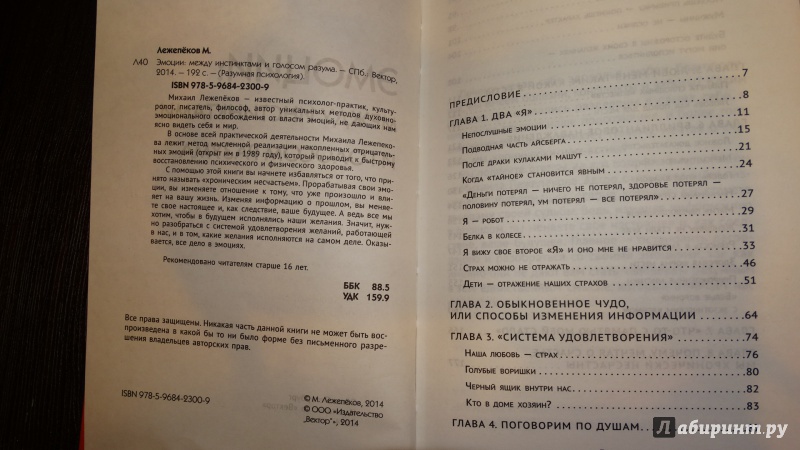 Лежепёков М.
Л40 Эмоции: между инстинктами и голосом разума. — СПб.: Вектор,
2014. — 192 с. — (Разумная психология).
ISBN 978-5-9684-2300-9
Михаил Лежепёков — известный психолог-практик, культу-
ролог, писатель, философ, автор уникальных методов духовно-
эмоционального освобождения от власти эмоций, не дающих нам
ясно видеть себя и мир.
В основе всей практической деятельности Михаила Лежепекова
лежит метод мысленной реализации накопленных отрицатель-
ных эмоций (открыт им в 1989 году), который приводит к быстрому
восстановлению психического и физического здоровья.
С помощью этой книги вы начнете избавляться от того, что при-
нято называть «хроническим несчастьем». Прорабатывая свои эмо-
ции, вы изменяете отношение к тому, что уже произошло и влия-
ет на вашу жизнь. Изменяя информацию о прошлом, вы меняе-
те настоящее и, как следствие, ваше будущее. А ведь все мы
хотим, чтобы в будущем исполнялись наши желания. Значит, нуж-
но разобраться с системой удовлетворения желаний, работающей
в нас, и в том, как желания исполняются на самом деле. Оказы-
вается, все дело в эмоциях.
Рекомендовано читателям старше 16 лет.
ББК 88.5
УДК 159.9
Все права защищены. Никакая часть данной книги не может быть вос-
произведена в какой бы то ни было форме без письменного разре-
шения владельцев авторских прав.
ISBN 978-5-9684-2300-9
© М. Лежепёков, 2014
© ООО «Издательство
„Вектор"», 2014
ПРЕДИСЛОВИЕ 7
ГЛАВА 1. ДВА «Я» 8
Непослушные эмоции 11
Подводная часть айсберга 15
После драки кулаками машут 21
Когда «тайное» становится явным 24
«Деньги потерял — ничего не потерял, здоровье потерял —
половину потерял, ум потерял — все потерял» 27
Я — робот 29
Белка в колесе 31
Я вижу свое второе «Я» и оно мне не нравится 33
Страх можно не отражать 46
Дети — отражение наших страхов 51
ГЛАВА 2. ОБЫКНОВЕННОЕ ЧУДО,
ИЛИ СПОСОБЫ ИЗМЕНЕНИЯ ИНФОРМАЦИИ 64
ГЛАВА 3. «СИСТЕМА УДОВЛЕТВОРЕНИЯ» 74
Наша любовь — страх 76
Голубые воришки 80
Черный ящик внутри нас 82
Кто в доме хозяин? 83
ГЛАВА 4. ПОГОВОРИМ ПО ДУШАМ
Лабиринт.ру